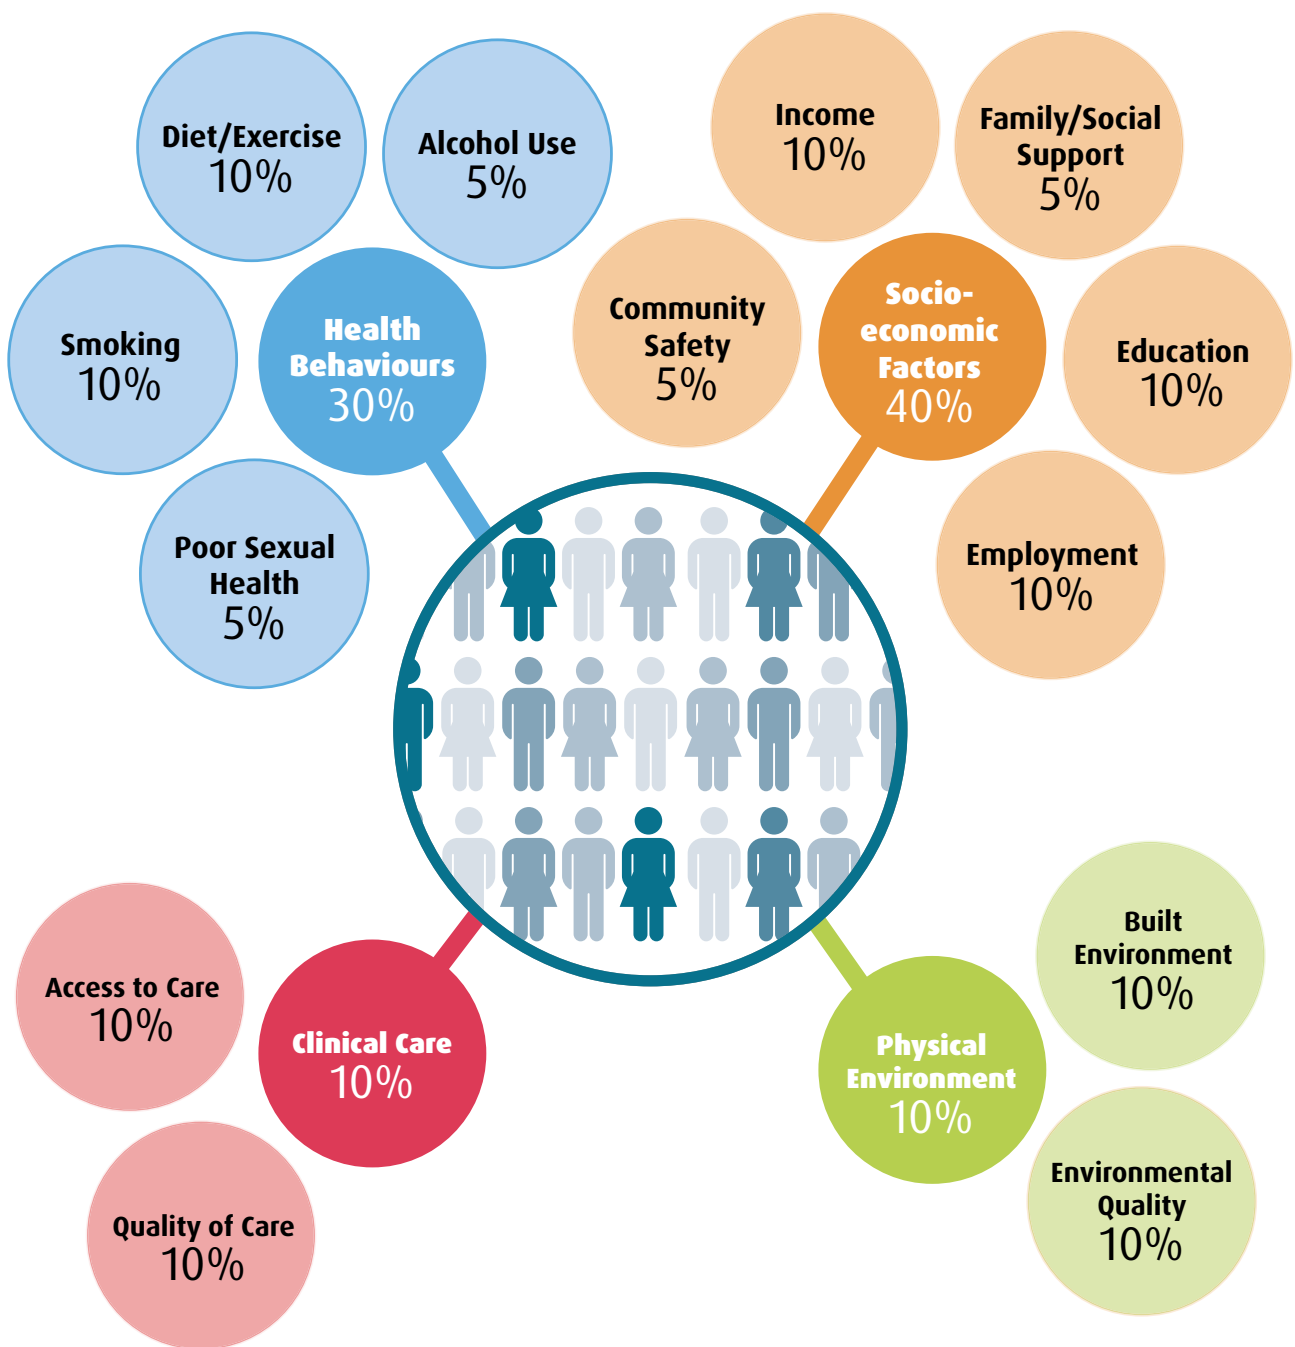 Diet/Exercise
10%
Alcohol Use
5%
Smoking
10%
Health
Behaviours
30%
Poor Sexual
Health
5%
Income
10%
Family/Social
Support
5%
Community
Safety
5%
Socio-
economic
Factors
40%
Education
10%
Employment
10%
Access to Care
10%
Clinical Care
10%
Quality of Care
10%
Built
Environment
10%
Physical
Environment
10%
Environmental
Quality
10%